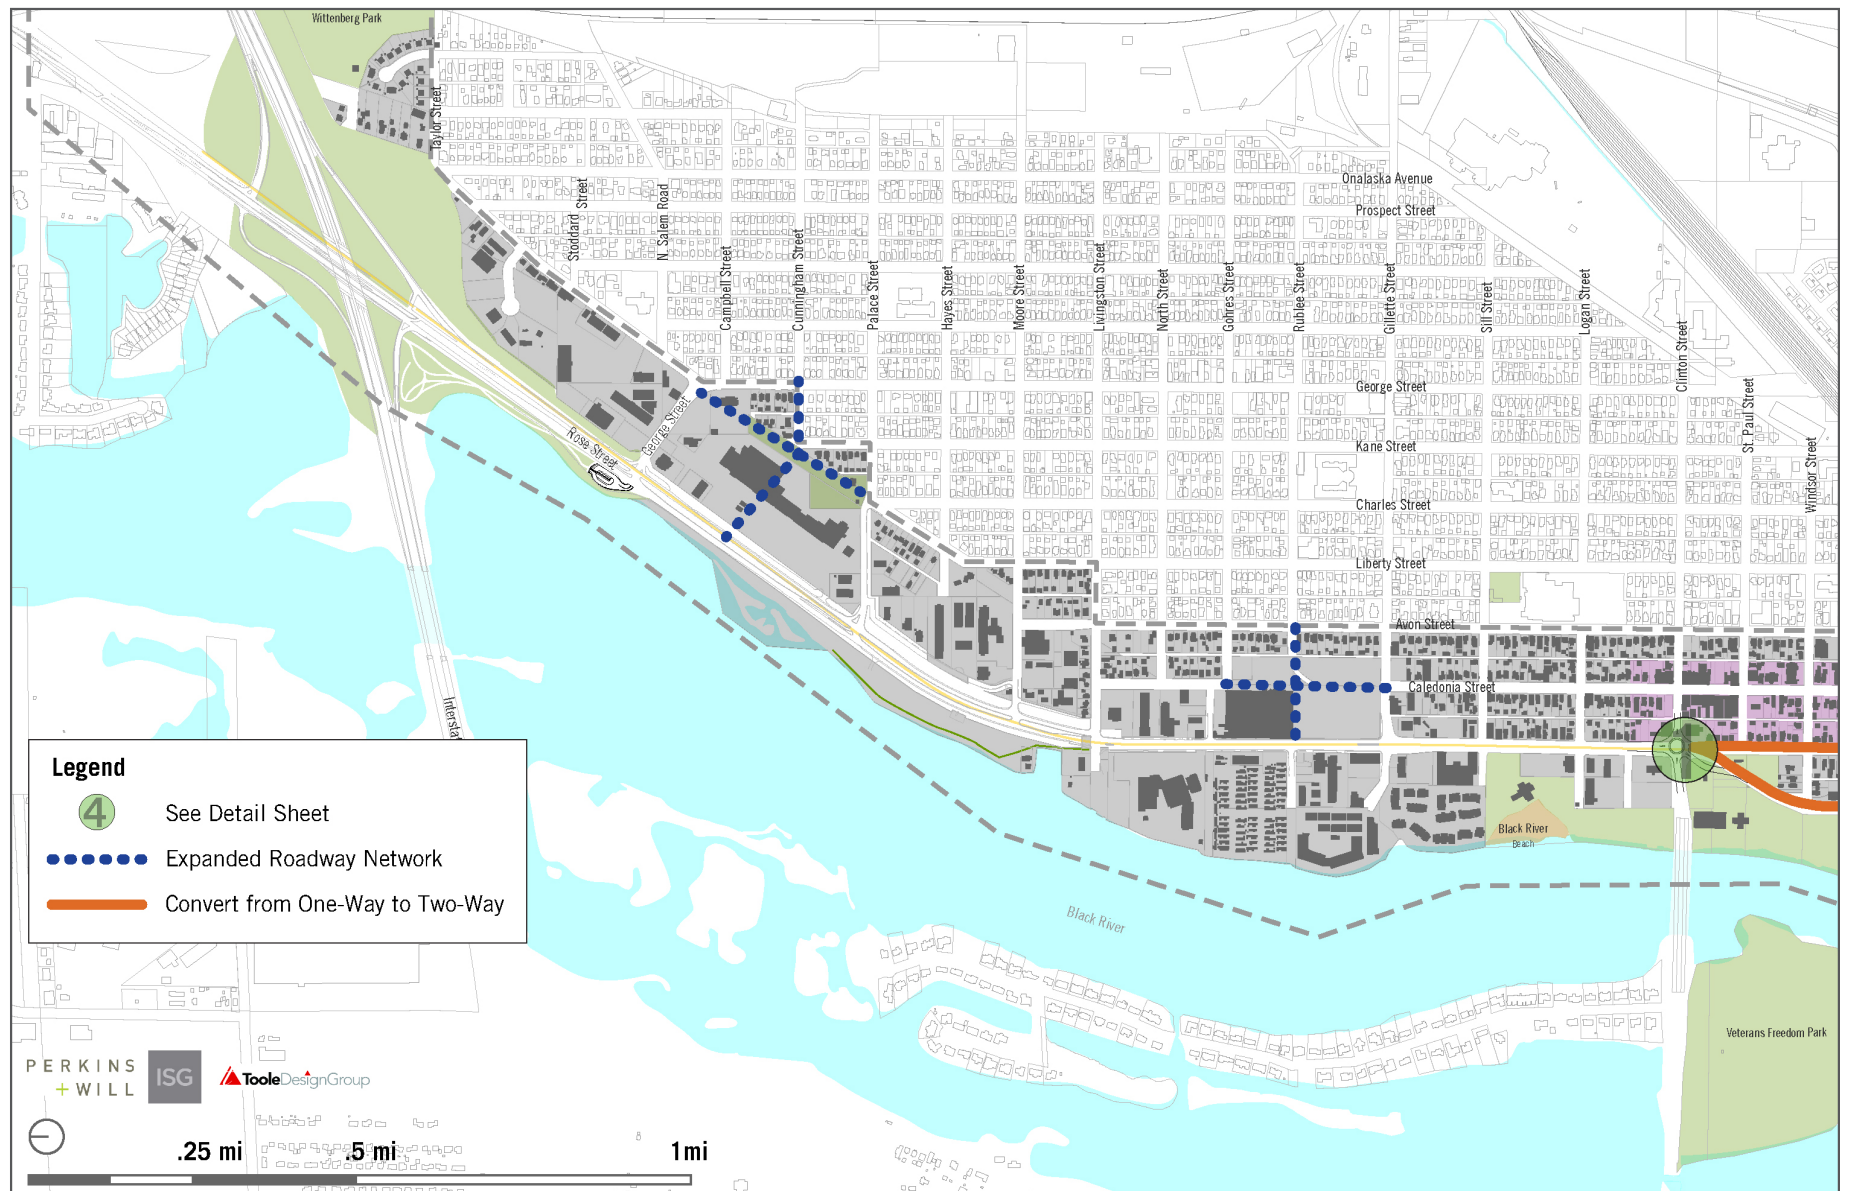 Wittenberg Park
Taylor Street
Onalaska Avenue
Prospect Street
Stoddard Street
N. Salem Road
Campbell Street
Cunningham Street
Palace Street
Hayes Street
Moore Street
Livingston Street
North Street
Gohres Street
Rublee Street
Gillette Street
Sill Street
Logan Street
Clinton Street
St. Paul Street
Windsor Street
George Street
Kane Street
Charles Street
Liberty Street
Avon Street
Caledonia Street
George Street
Rose Street
Interstat
Black River
Beach
Black River
Veterans Freedom Park
Legend
4 See Detail Sheet
Expanded Roadway Network
Convert from One-Way to Two-Way
PERKINS
+WILL
ISG
TooleDesignGroup
.25 mi .5 mi 1mi